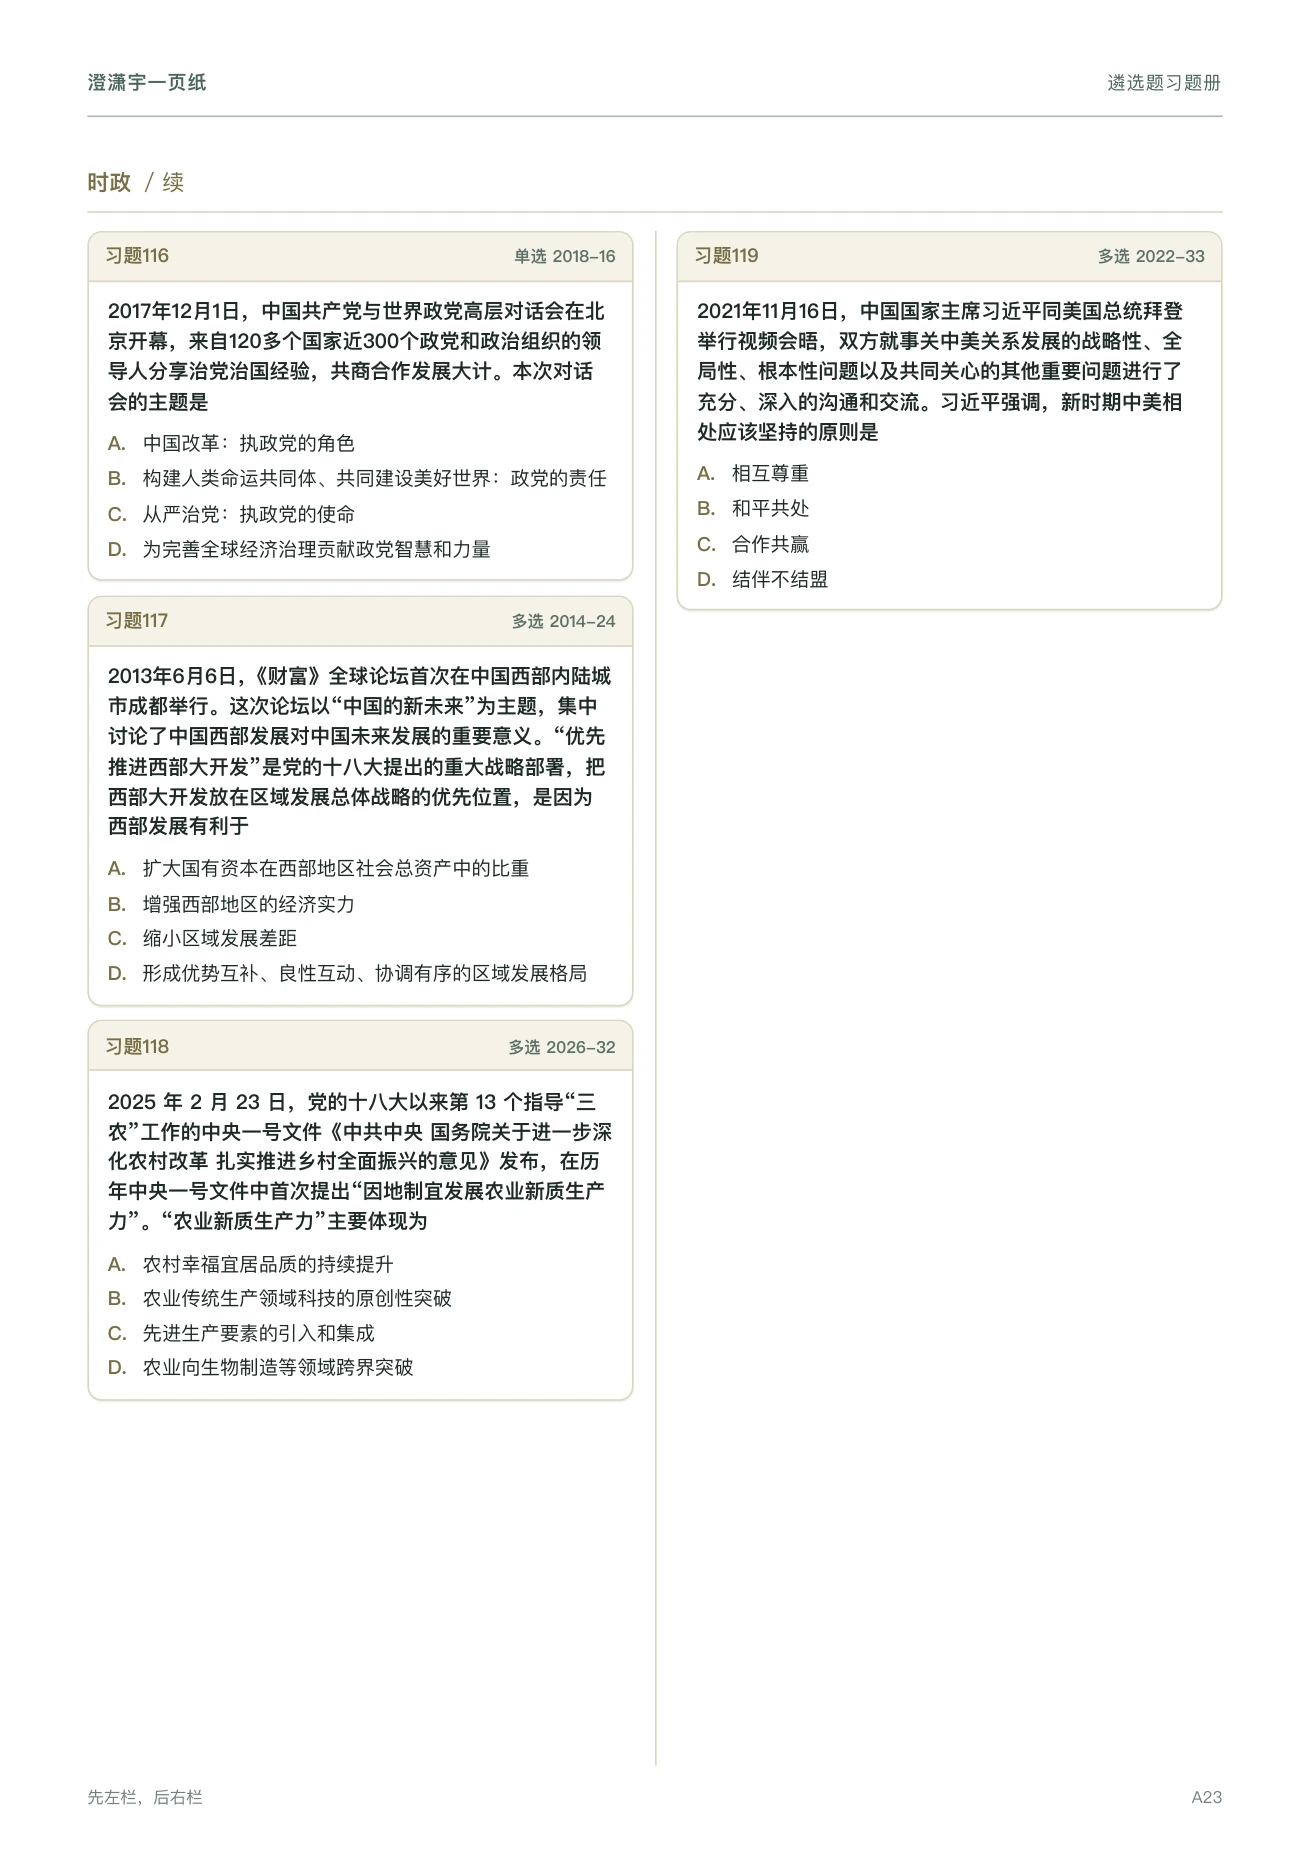 澄潇宇一页纸
遴选题习题册
时政 / 续
习题116
单选 2018–16
2017年12月1日，中国共产党与世界政党高层对话会在北
京开幕，来自120多个国家近300个政党和政治组织的领
导人分享治党治国经验，共商合作发展大计。本次对话
会的主题是
A. 中国改革：执政党的角色
B. 构建人类命运共同体、共同建设美好世界：政党的责任
C. 从严治党：执政党的使命
D. 为完善全球经济治理贡献政党智慧和力量
习题117
多选 2014–24
2013年6月6日，《财富》全球论坛首次在中国西部内陆城
市成都举行。这次论坛以“中国的新未来”为主题，集中
讨论了中国西部发展对中国未来发展的重要意义。“优先
推进西部大开发”是党的十八大提出的重大战略部署，把
西部大开发放在区域发展总体战略的优先位置，是因为
西部发展有利于
A. 扩大国有资本在西部地区社会总资产中的比重
B. 增强西部地区的经济实力
C. 缩小区域发展差距
D. 形成优势互补、良性互动、协调有序的区域发展格局
习题118
多选 2026–32
2025 年 2 月 23 日，党的十八大以来第 13 个指导“三
农”工作的中央一号文件《中共中央 国务院关于进一步深
化农村改革 扎实推进乡村全面振兴的意见》发布，在历
年中央一号文件中首次提出“因地制宜发展农业新质生产
力”。“农业新质生产力”主要体现为
A. 农村幸福宜居品质的持续提升
B. 农业传统生产领域科技的原创性突破
C. 先进生产要素的引入和集成
D. 农业向生物制造等领域跨界突破
习题119
多选 2022–33
2021年11月16日，中国国家主席习近平同美国总统拜登
举行视频会晤，双方就事关中美关系发展的战略性、全
局性、根本性问题以及共同关心的其他重要问题进行了
充分、深入的沟通和交流。习近平强调，新时期中美相
处应该坚持的原则是
A. 相互尊重
B. 和平共处
C. 合作共赢
D. 结伴不结盟
先左栏，后右栏
A23